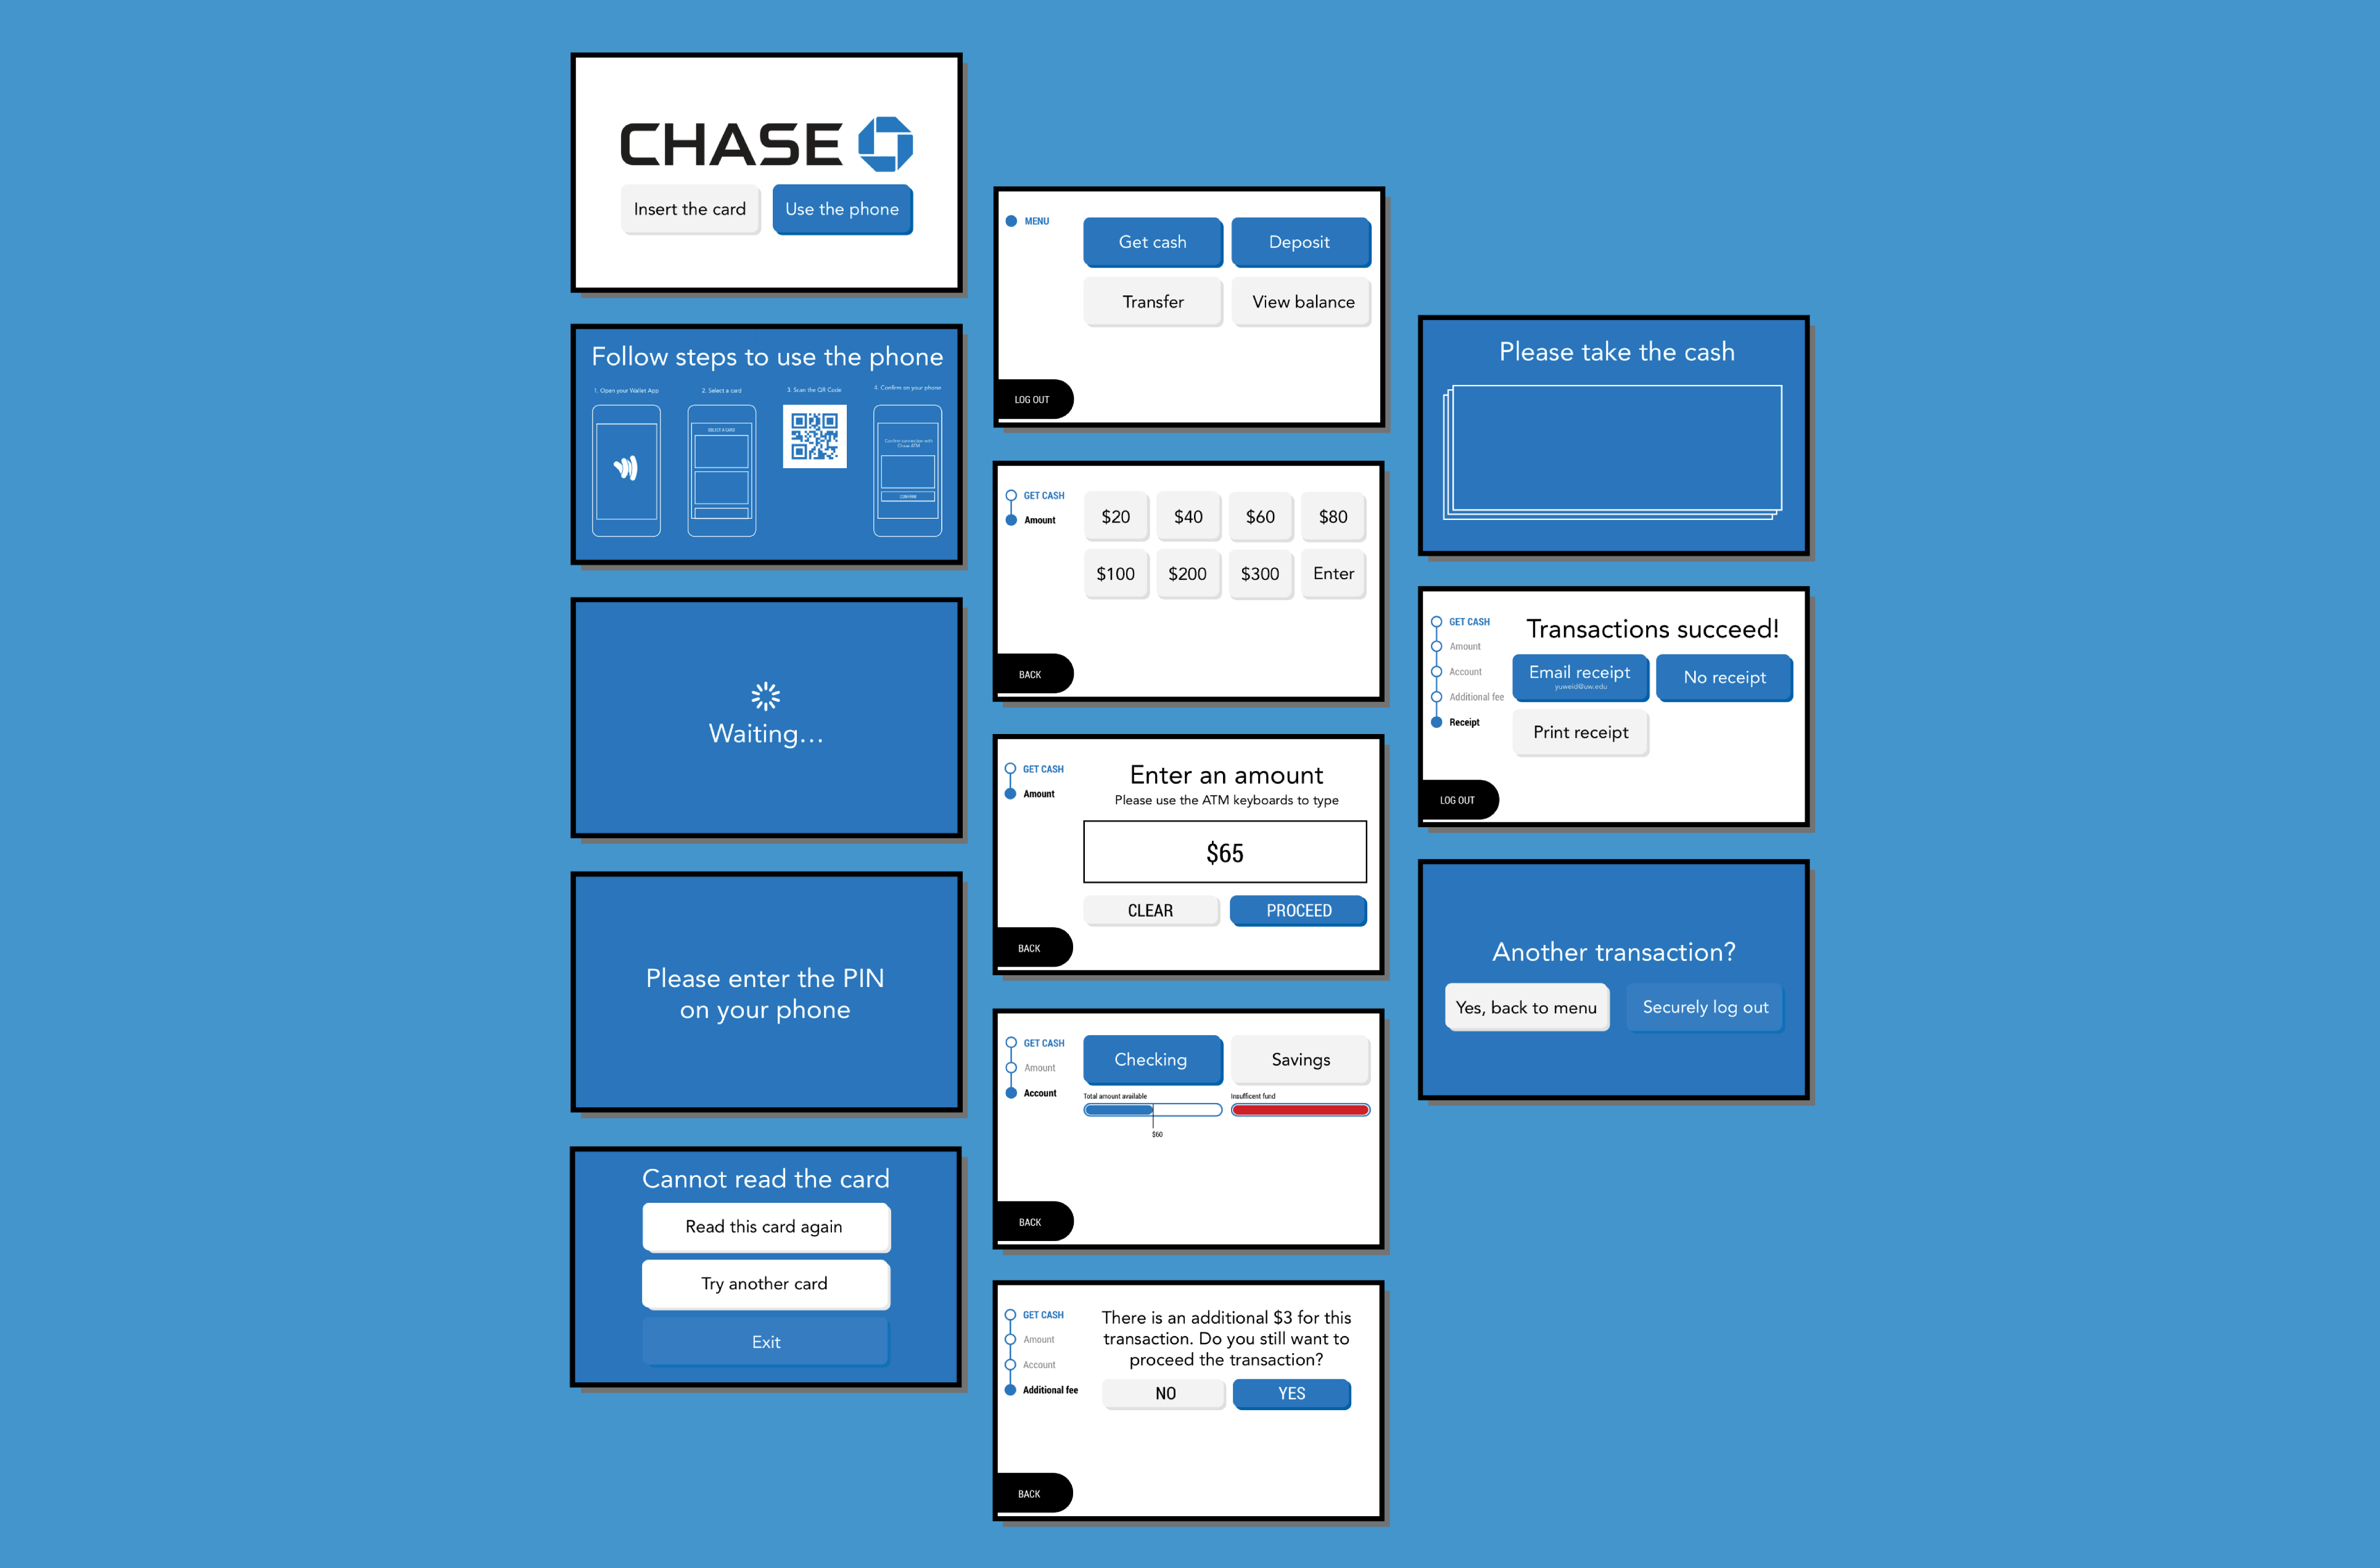 CHASE
Insert the card
Use the phone
Follow steps to use the phone
1. Open your Wallet App
2. Select a card
3. Scan the QR Code
4. Confirm on your phone
SELECT A CARD
Confirm connection with
Chase ATM
CONFIRM
Waiting...
Please enter the PIN
on your phone
Cannot read the card
Read this card again
Try another card
Exit
MENU
Get cash
Deposit
Transfer
View balance
LOG OUT
GET CASH
Amount
$20
$40
$60
$80
$100
$200
$300
Enter
BACK
GET CASH
Amount
Enter an amount
Please use the ATM keyboards to type
$65
CLEAR
PROCEED
BACK
GET CASH
Amount
Account
Checking
Savings
Total amount available
Insufficent fund
$60
BACK
GET CASH
Amount
Account
Additional fee
There is an additional $3 for this
transaction. Do you still want to
proceed the transaction?
NO
YES
BACK
Please take the cash
GET CASH
Amount
Account
Additional fee
Receipt
Transactions succeed!
Email receipt
yuweid@uw.edu
No receipt
Print receipt
LOG OUT
Another transaction?
Yes, back to menu
Securely log out